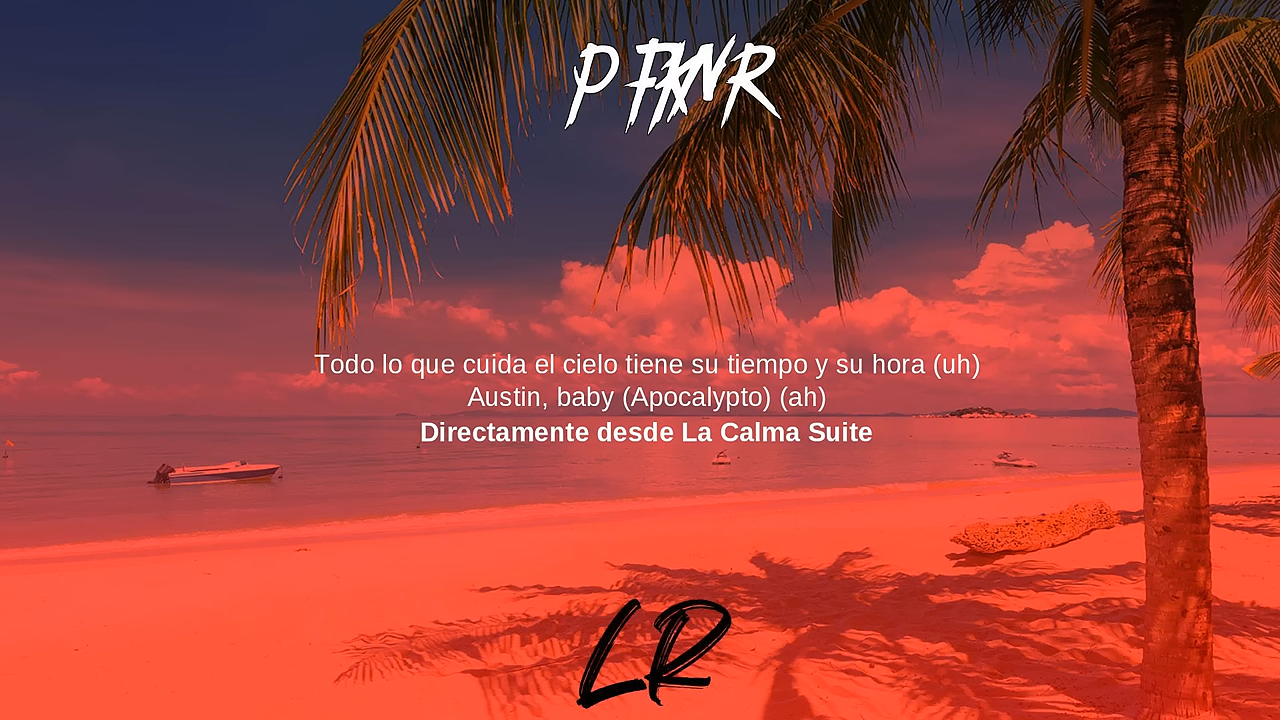 Todo lo que cuida el cielo tiene su tiempo y su hora (uh)
Austin, baby (Apocalypto) (ah)
Directamente desde La Calma Suite
LR